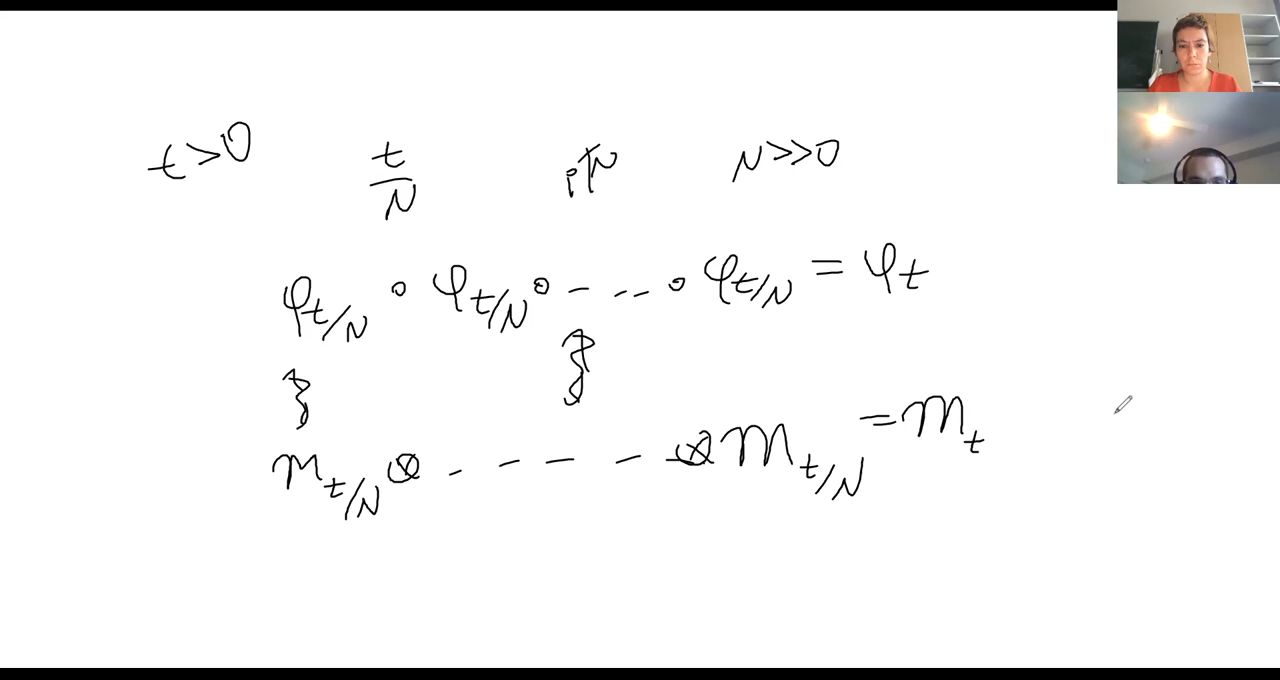 t>0 t/N p∤N N>>0
φ_{t/N} ∘ φ_{t/N} ∘ - -- ∘ φ_{t/N} = φ_t
m_{t/N} ⊗ - - - - - ⊗ m_{t/N} = m_t